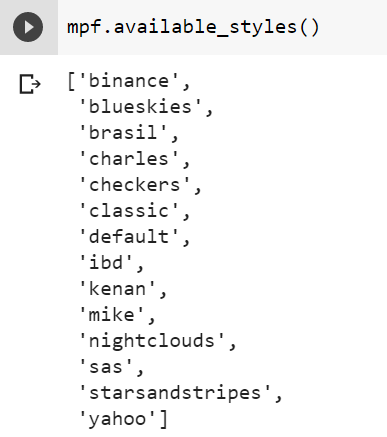 mpf.available_styles()
['binance',
'blueskies',
'brasil',
'charles',
'checkers',
'classic',
'default',
'ibd',
'kenan',
'mike',
'nightclouds',
'sas',
'starsandstripes',
'yahoo']